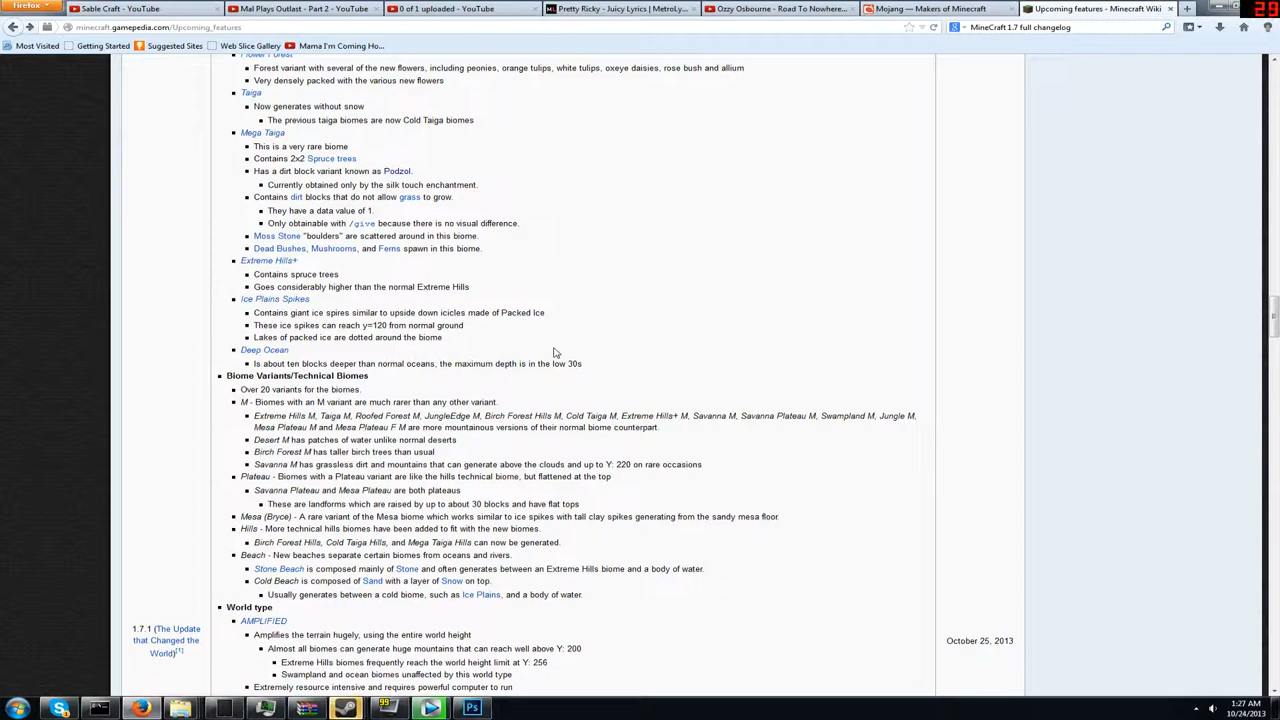 Firefox
Sable Craft - YouTube
Mal Plays Outlast - Part 2 - YouTube
0 of 1 uploaded - YouTube
Pretty Ricky - Juicy Lyrics | MetroLy...
Ozzy Osbourne - Road To Nowhere...
Mojang — Makers of Minecraft
Upcoming features - Minecraft Wiki
29
minecraft.gamepedia.com/Upcoming_features
MineCraft 1.7 full changelog
Most Visited
Getting Started
Suggested Sites
Web Slice Gallery
Mama I'm Coming Ho...
Flower Forest
Forest variant with several of the new flowers, including peonies, orange tulips, white tulips, oxeye daisies, rose bush and allium
Very densely packed with the various new flowers
Taiga
Now generates without snow
The previous taiga biomes are now Cold Taiga biomes
Mega Taiga
This is a very rare biome
Contains 2x2 Spruce trees
Has a dirt block variant known as Podzol.
Currently obtained only by the silk touch enchantment.
Contains dirt blocks that do not allow grass to grow.
They have a data value of 1.
Only obtainable with /give because there is no visual difference.
Moss Stone "boulders" are scattered around in this biome.
Dead Bushes, Mushrooms, and Ferns spawn in this biome.
Extreme Hills+
Contains spruce trees
Goes considerably higher than the normal Extreme Hills
Ice Plains Spikes
Contains giant ice spires similar to upside down icicles made of Packed Ice
These ice spikes can reach y=120 from normal ground
Lakes of packed ice are dotted around the biome
Deep Ocean
Is about ten blocks deeper than normal oceans, the maximum depth is in the low 30s
Biome Variants/Technical Biomes
Over 20 variants for the biomes.
M - Biomes with an M variant are much rarer than any other variant.
Extreme Hills M, Taiga M, Roofed Forest M, JungleEdge M, Birch Forest Hills M, Cold Taiga M, Extreme Hills+ M, Savanna M, Savanna Plateau M, Swampland M, Jungle M,
Mesa Plateau M and Mesa Plateau F M are more mountainous versions of their normal biome counterpart.
Desert M has patches of water unlike normal deserts
Birch Forest M has taller birch trees than usual
Savanna M has grassless dirt and mountains that can generate above the clouds and up to Y: 220 on rare occasions
Plateau - Biomes with a Plateau variant are like the hills technical biome, but flattened at the top
Savanna Plateau and Mesa Plateau are both plateaus
These are landforms which are raised by up to about 30 blocks and have flat tops
Mesa (Bryce) - A rare variant of the Mesa biome which works similar to ice spikes with tall clay spikes generating from the sandy mesa floor.
Hills - More technical hills biomes have been added to fit with the new biomes.
Birch Forest Hills, Cold Taiga Hills, and Mega Taiga Hills can now be generated.
Beach - New beaches separate certain biomes from oceans and rivers.
Stone Beach is composed mainly of Stone and often generates between an Extreme Hills biome and a body of water.
Cold Beach is composed of Sand with a layer of Snow on top.
Usually generates between a cold biome, such as Ice Plains, and a body of water.
World type
AMPLIFIED
Amplifies the terrain hugely, using the entire world height
Almost all biomes can generate huge mountains that can reach well above Y: 200
Extreme Hills biomes frequently reach the world height limit at Y: 256
Swampland and ocean biomes unaffected by this world type
Extremely resource intensive and requires powerful computer to run
1.7.1 (The Update
that Changed the
World)[1]
October 25, 2013
99
Ps
1:27 AM
10/24/2013